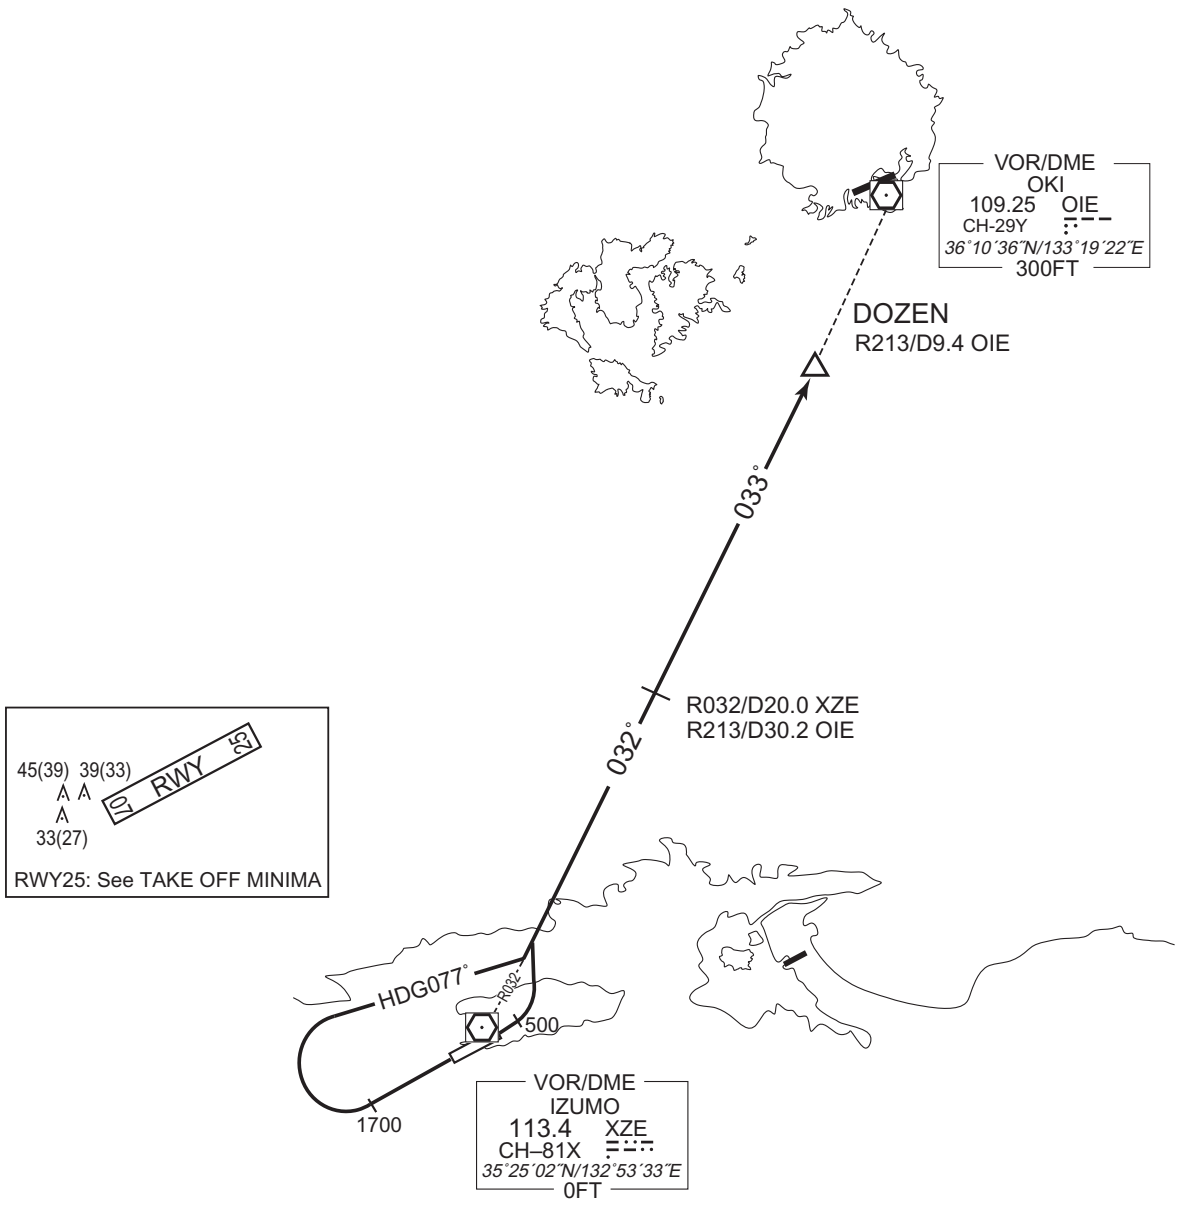 VOR/DME
OKI
109.25 OIE
CH-29Y
36°10´36˝N/133°19´22˝E
300FT
DOZEN
R213/D9.4 OIE
033°
R032/D20.0 XZE
R213/D30.2 OIE
032°
25
RWY
07
45(39) 39(33)
33(27)
RWY25: See TAKE OFF MINIMA
HDG077°
-R032-
500
1700
VOR/DME
IZUMO
113.4 XZE
CH–81X
35°25´02˝N/132°53´33˝E
0FT